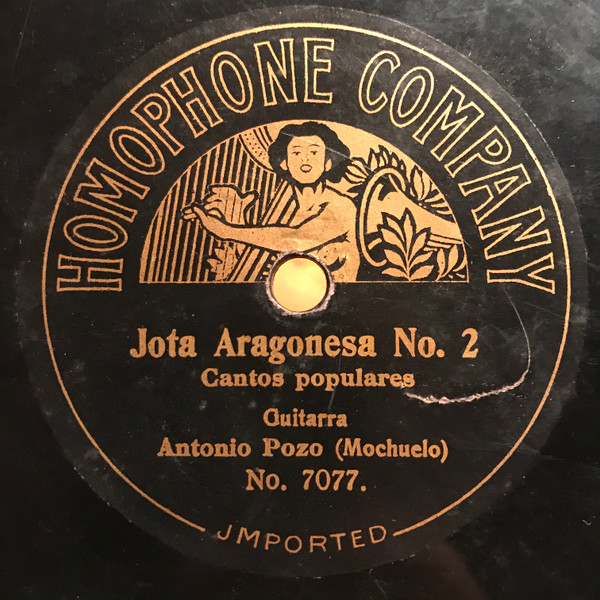 HOMOPHONE COMPANY
Jota Aragonesa No. 2
Cantos populares
Guitarra
Antonio Pozo (Mochuelo)
No. 7077.
JMPORTED